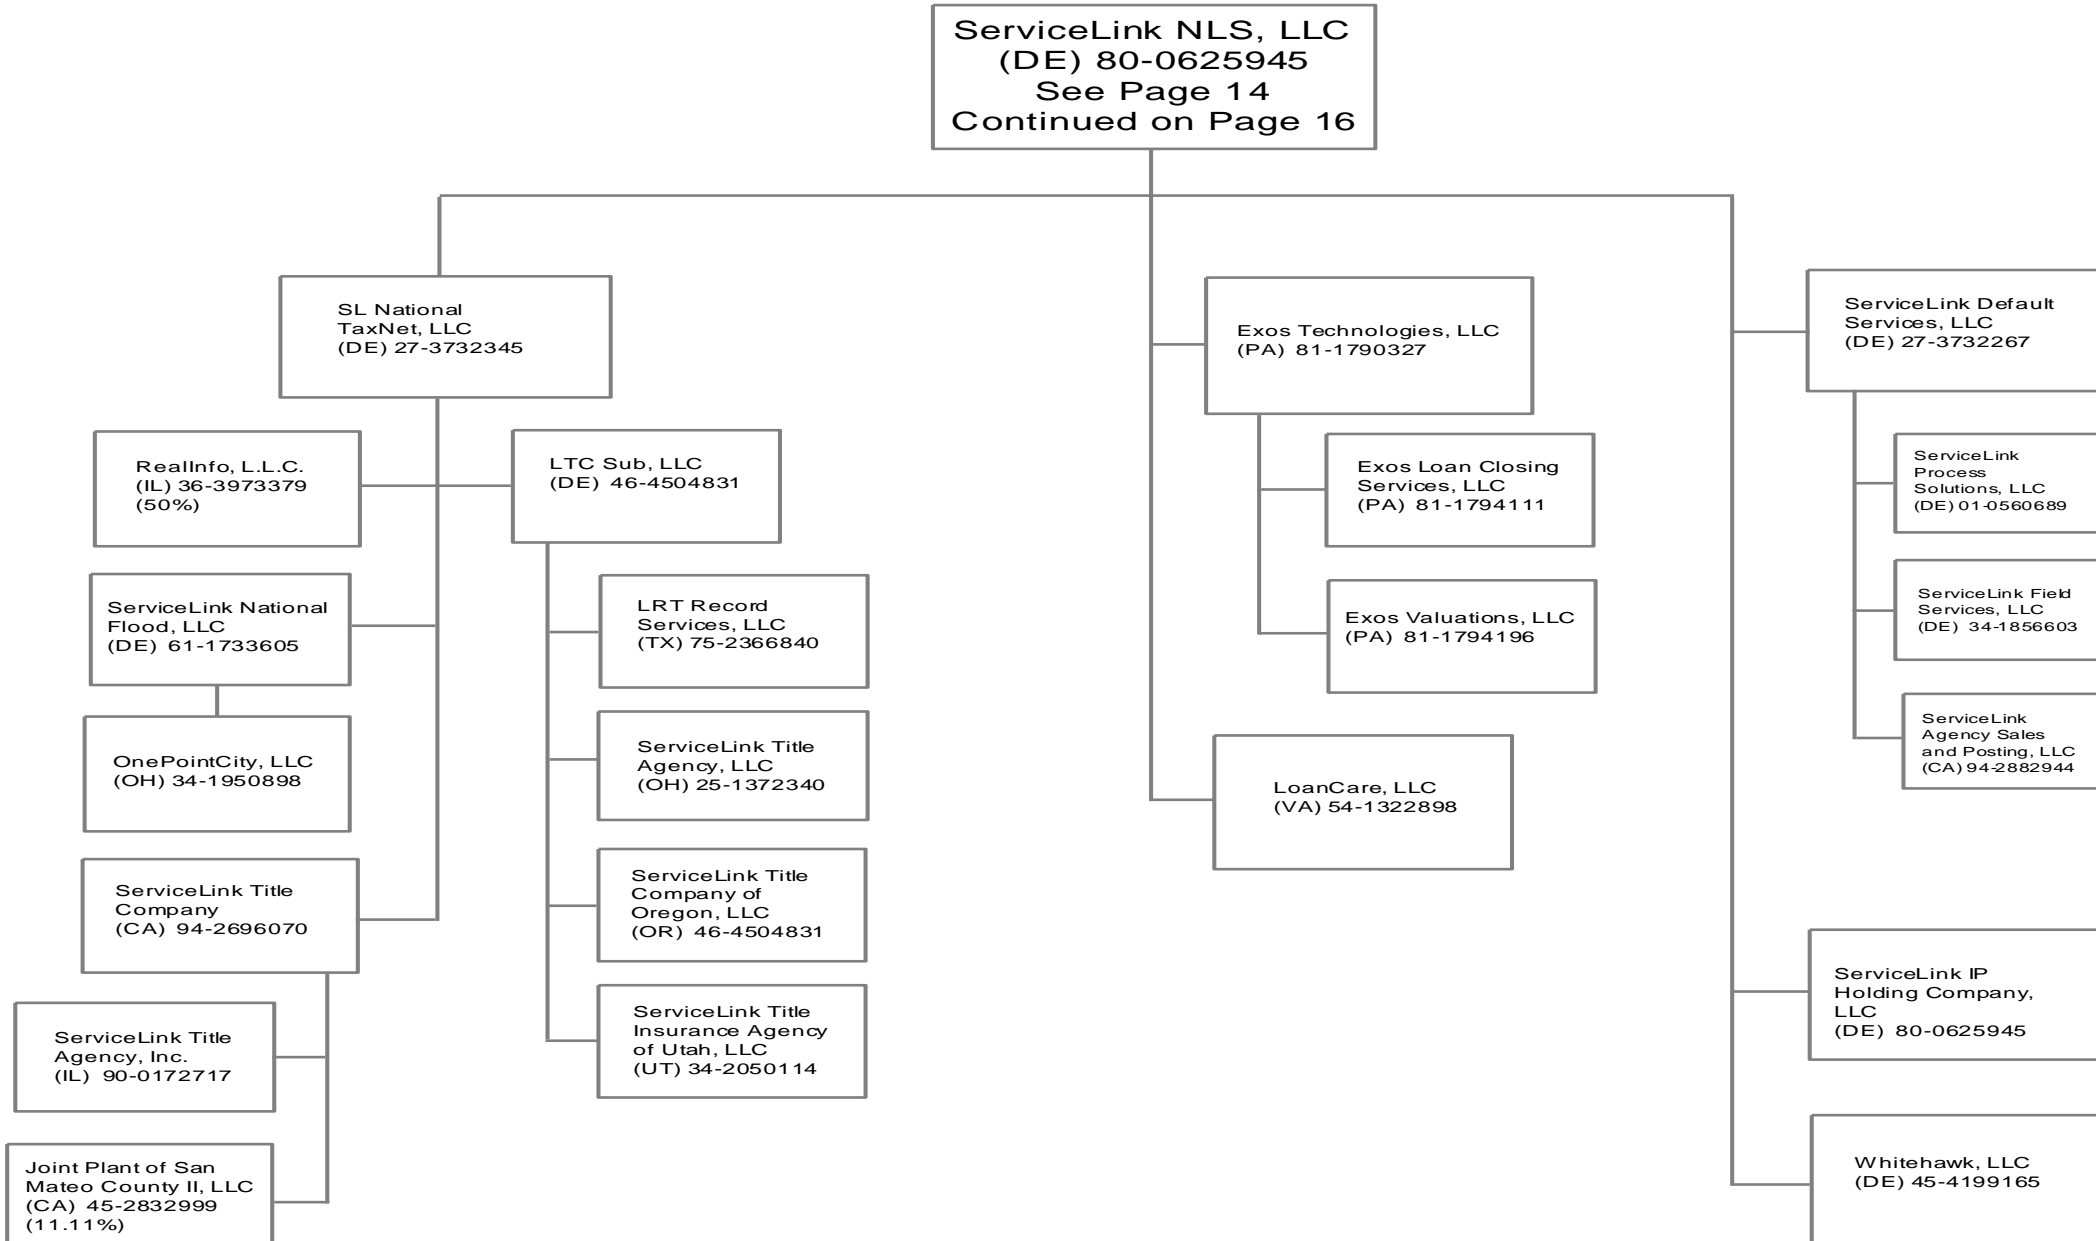 ServiceLink NLS, LLC
(DE) 80-0625945
See Page 14
Continued on Page 16
SL National
TaxNet, LLC
(DE) 27-3732345
RealInfo, L.L.C.
(IL) 36-3973379
(50%)
LTC Sub, LLC
(DE) 46-4504831
ServiceLink National
Flood, LLC
(DE) 61-1733605
OnePointCity, LLC
(OH) 34-1950898
ServiceLink Title
Company
(CA) 94-2696070
ServiceLink Title
Agency, Inc.
(IL) 90-0172717
Joint Plant of San
Mateo County II, LLC
(CA) 45-2832999
(11.11%)
LRT Record
Services, LLC
(TX) 75-2366840
ServiceLink Title
Agency, LLC
(OH) 25-1372340
ServiceLink Title
Company of
Oregon, LLC
(OR) 46-4504831
ServiceLink Title
Insurance Agency
of Utah, LLC
(UT) 34-2050114
Exos Technologies, LLC
(PA) 81-1790327
Exos Loan Closing
Services, LLC
(PA) 81-1794111
Exos Valuations, LLC
(PA) 81-1794196
LoanCare, LLC
(VA) 54-1322898
ServiceLink Default
Services, LLC
(DE) 27-3732267
ServiceLink
Process
Solutions, LLC
(DE) 01-0560689
ServiceLink Field
Services, LLC
(DE) 34-1856603
ServiceLink
Agency Sales
and Posting, LLC
(CA) 94-2882944
ServiceLink IP
Holding Company,
LLC
(DE) 80-0625945
Whitehawk, LLC
(DE) 45-4199165